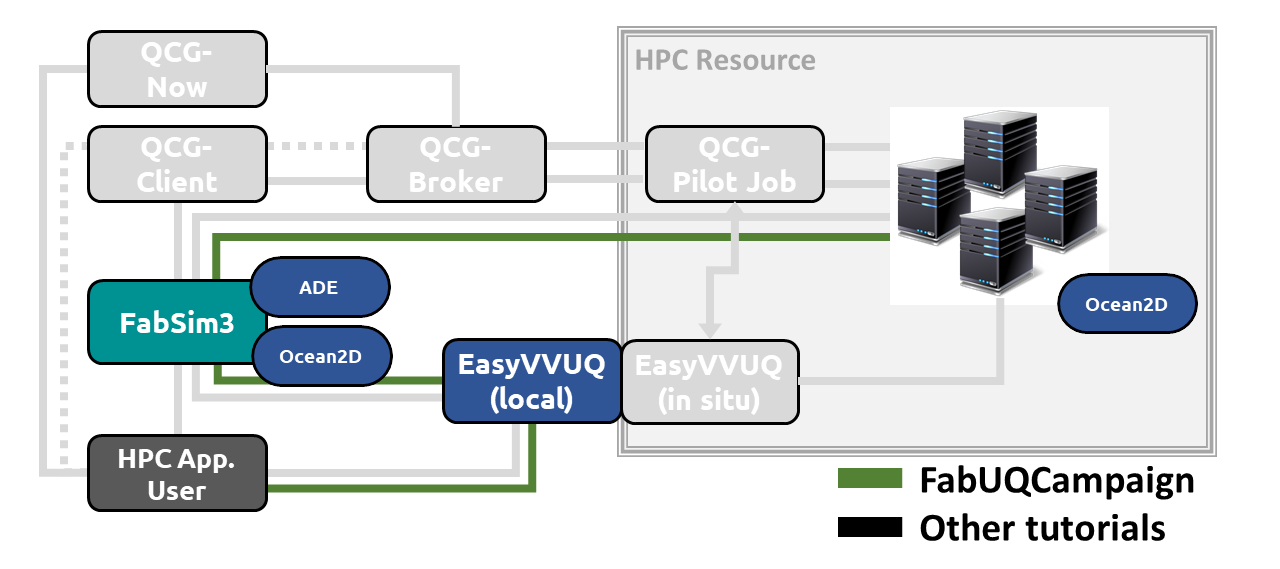 QCG-
Now
HPC Resource
QCG-
Client
QCG-
Broker
QCG-
Pilot Job
ADE
FabSim3
Ocean2D
Ocean2D
EasyVVUQ
(local)
EasyVVUQ
(in situ)
HPC App.
User
FabUQCampaign
Other tutorials